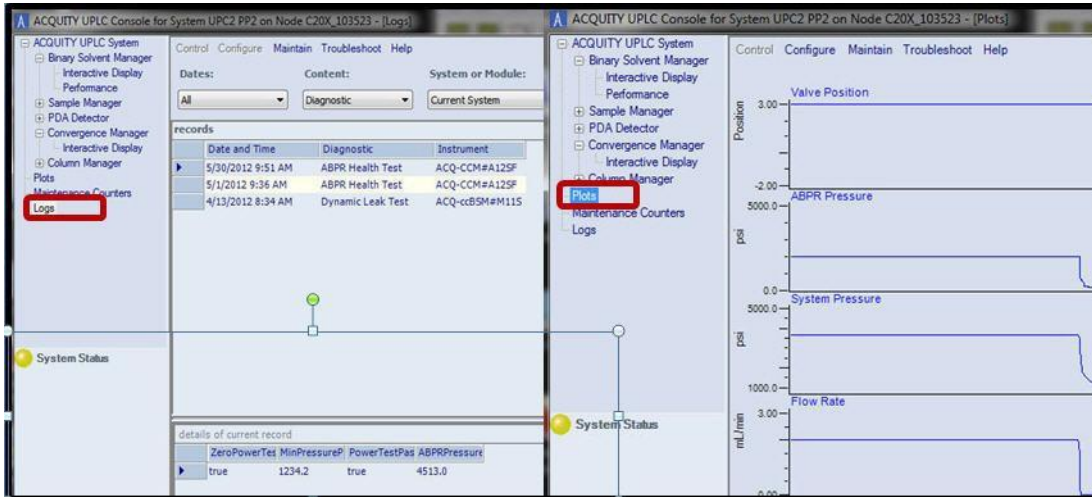 ACQUITY UPLC Console for System UPC2 PP2 on Node C20X_103523 - [Logs]
ACQUITY UPLC System
Binary Solvent Manager
Interactive Display
Performance
Sample Manager
PDA Detector
Convergence Manager
Interactive Display
Column Manager
Plots
Maintenance Counters
Logs
System Status
Control Configure Maintain Troubleshoot Help
Dates: Content: System or Module:
All Diagnostic Current System
records
Date and Time Diagnostic Instrument
5/30/2012 9:51 AM ABPR Health Test ACQ-CCM#A12SF
5/1/2012 9:36 AM ABPR Health Test ACQ-CCM#A12SF
4/13/2012 8:34 AM Dynamic Leak Test ACQ-ccBSM#M11S
details of current record
ZeroPowerTes MinPressureP PowerTestPas ABPRPressure
true 1234.2 true 4513.0
ACQUITY UPLC Console for System UPC2 PP2 on Node C20X_103523 - [Plots]
ACQUITY UPLC System
Binary Solvent Manager
Interactive Display
Performance
Sample Manager
PDA Detector
Convergence Manager
Interactive Display
Column Manager
Plots
Maintenance Counters
Logs
System Status
Control Configure Maintain Troubleshoot Help
Valve Position
Position
3.00
-2.00
ABPR Pressure
5000.0
psi
0.0
System Pressure
5000.0
psi
1000.0
Flow Rate
3.00
mL/min
0.00